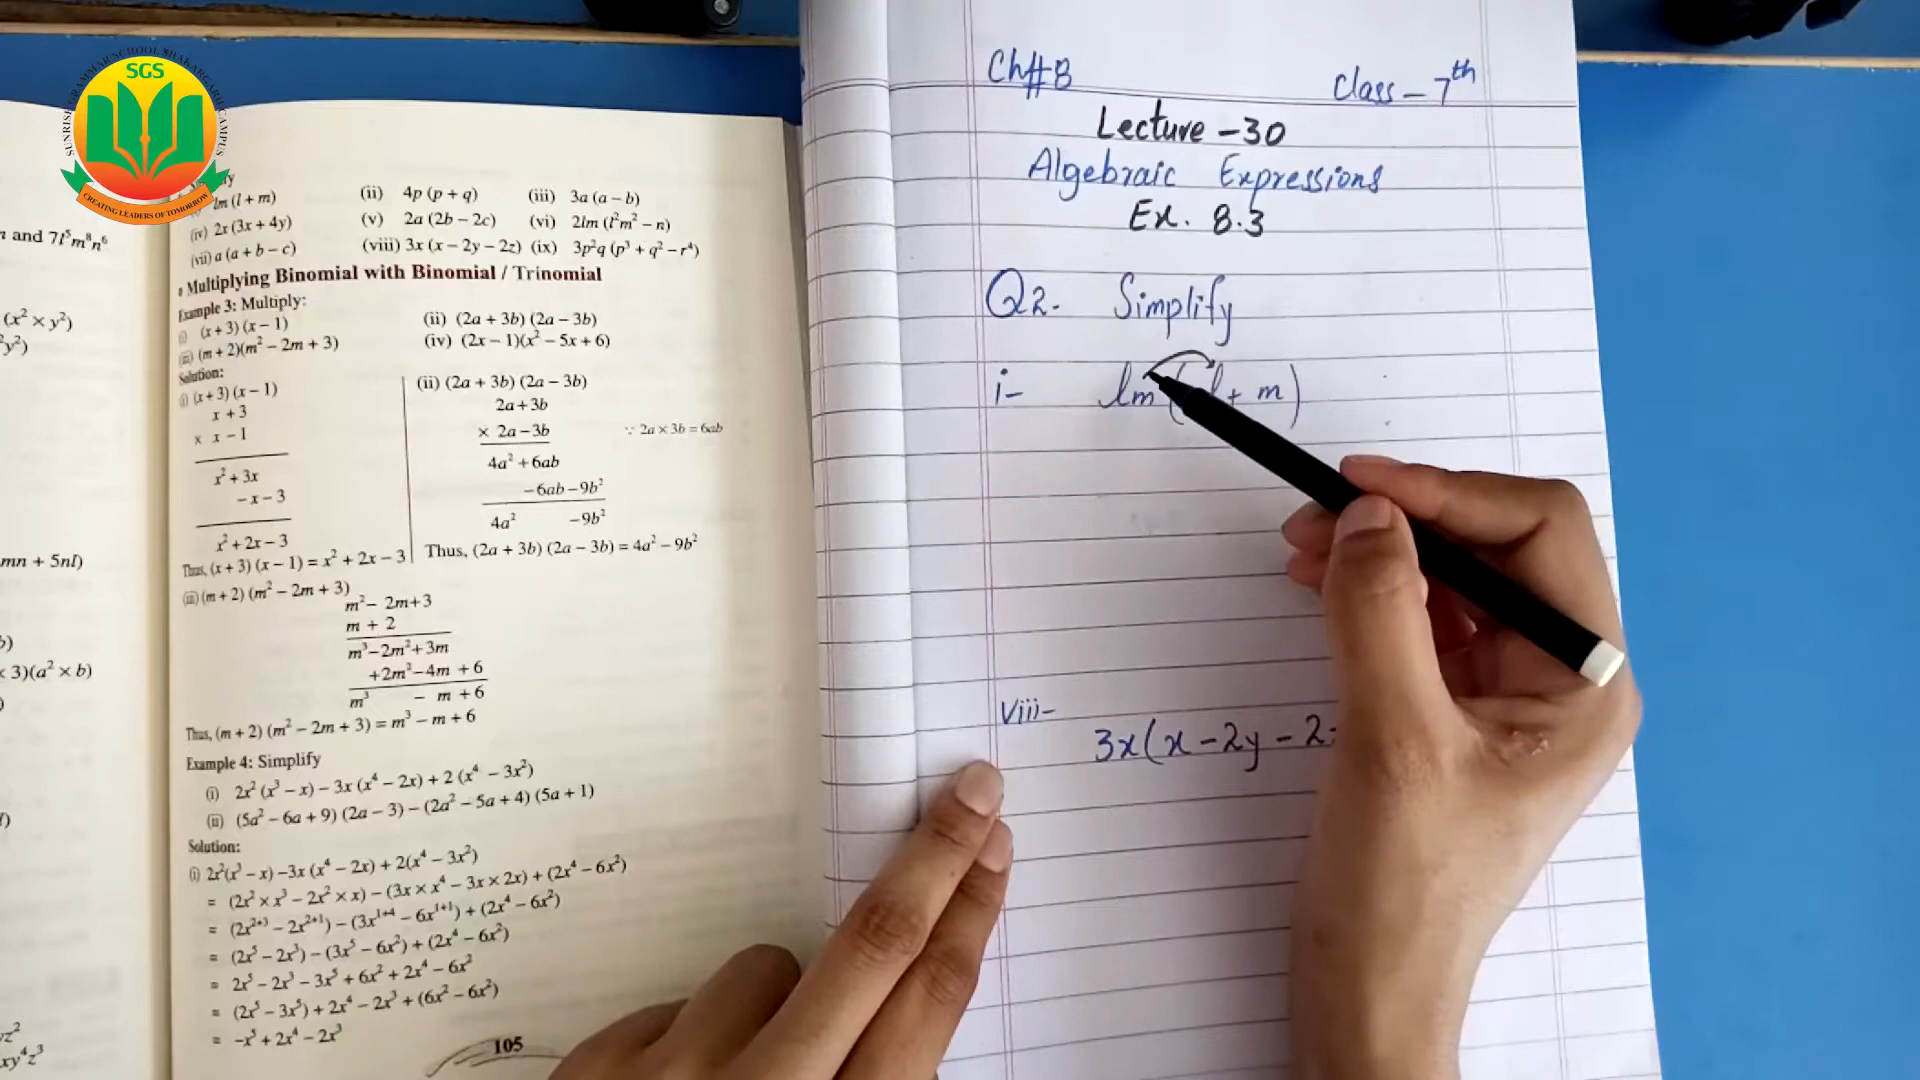 SGS
SUNRISE GRAMMAR SCHOOL SHAKARGARH CAMPUS
CREATING LEADERS OF TOMORROW
and 7l⁵m⁸n⁶
(x² × y²)
y²)
mn + 5nl)
b)
× 3)(a² × b)
z²
xy⁴z³
lm (l + m) (ii) 4p (p + q) (iii) 3a (a − b)
(iv) 2x (3x + 4y) (v) 2a (2b − 2c) (vi) 2lm (l²m² − n)
(vii) a (a + b − c) (viii) 3x (x − 2y − 2z) (ix) 3p²q (p³ + q² − r⁴)
Multiplying Binomial with Binomial / Trinomial
Example 3: Multiply:
(i) (x + 3) (x − 1) (ii) (2a + 3b) (2a − 3b)
(iii) (m + 2)(m² − 2m + 3) (iv) (2x − 1)(x² − 5x + 6)
Solution:
(i) (x + 3) (x − 1)
x + 3
× x − 1
x² + 3x
− x − 3
x² + 2x − 3
Thus, (x + 3) (x − 1) = x² + 2x − 3
(ii) (2a + 3b) (2a − 3b)
2a + 3b
× 2a − 3b ∵ 2a × 3b = 6ab
4a² + 6ab
− 6ab − 9b²
4a² − 9b²
Thus, (2a + 3b) (2a − 3b) = 4a² − 9b²
(iii) (m + 2) (m² − 2m + 3)
m² − 2m + 3
m + 2
m³ − 2m² + 3m
+2m² − 4m + 6
m³ − m + 6
Thus, (m + 2) (m² − 2m + 3) = m³ − m + 6
Example 4: Simplify
(i) 2x² (x³ − x) − 3x (x⁴ − 2x) + 2 (x⁴ − 3x²)
(ii) (5a² − 6a + 9) (2a − 3) − (2a² − 5a + 4) (5a + 1)
Solution:
(i) 2x²(x³ − x) − 3x (x⁴ − 2x) + 2(x⁴ − 3x²)
= (2x² × x³ − 2x² × x) − (3x × x⁴ − 3x × 2x) + (2x⁴ − 6x²)
= (2x²⁺³ − 2x²⁺¹) − (3x¹⁺⁴ − 6x¹⁺¹) + (2x⁴ − 6x²)
= (2x⁵ − 2x³) − (3x⁵ − 6x²) + (2x⁴ − 6x²)
= 2x⁵ − 2x³ − 3x⁵ + 6x² + 2x⁴ − 6x²
= (2x⁵ − 3x⁵) + 2x⁴ − 2x³ + (6x² − 6x²)
= −x⁵ + 2x⁴ − 2x³
105
Ch#8 Class – 7th
Lecture – 30
Algebraic Expressions
Ex. 8.3
Q2. Simplify
i- lm (l + m)
viii-
3x(x − 2y − 2